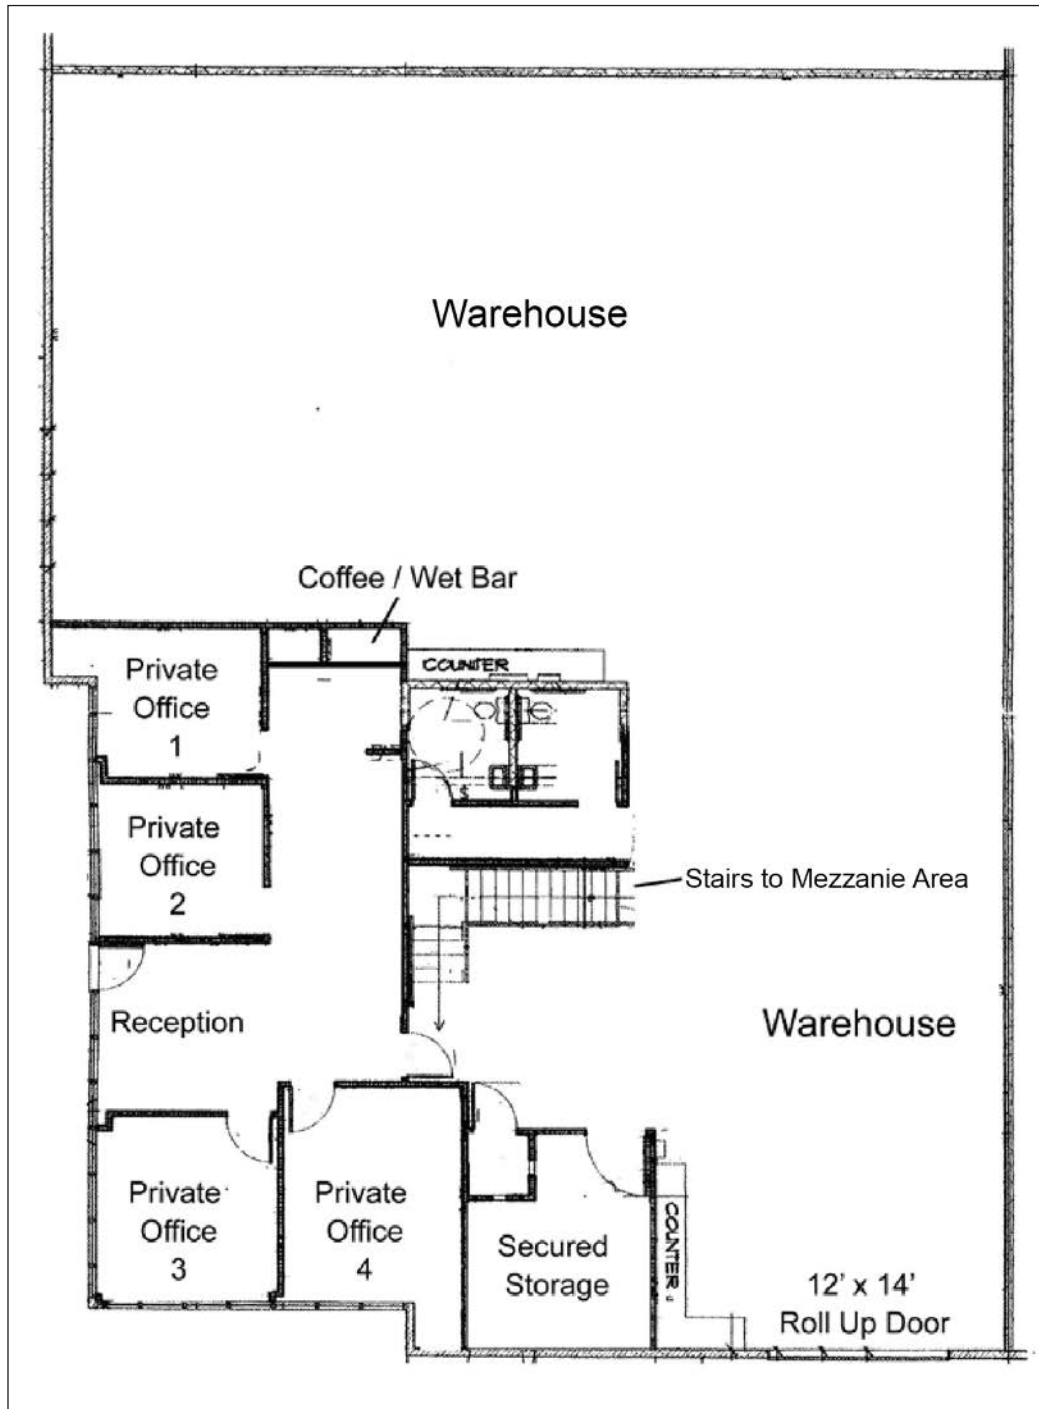 Warehouse
Coffee / Wet Bar
COUNTER
Private
Office
1
Private
Office
2
Stairs to Mezzanie Area
Reception
Warehouse
Private
Office
3
Private
Office
4
Secured
Storage
COUNTER
12' x 14'
Roll Up Door